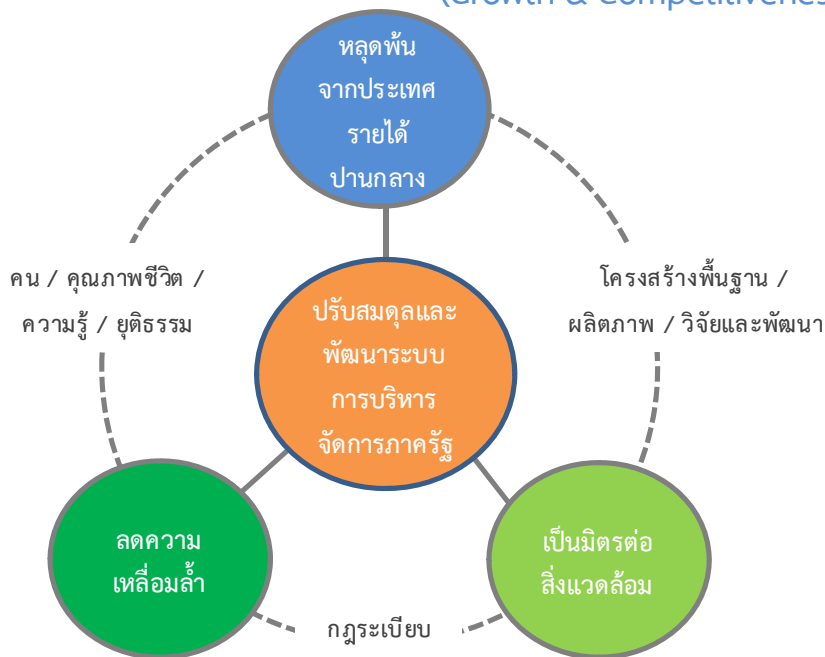 (Growth & Competitivenes
หลุดพ้น
จากประเทศ
รายได้
ปานกลาง
คน / คุณภาพชีวิต /
ความรู้ / ยุติธรรม
โครงสร้างพื้นฐาน /
ผลิตภาพ / วิจัยและพัฒนา
ปรับสมดุลและ
พัฒนาระบบ
การบริหาร
จัดการภาครัฐ
ลดความ
เหลื่อมล้ำ
เป็นมิตรต่อ
สิ่งแวดล้อม
กฎระเบียบ